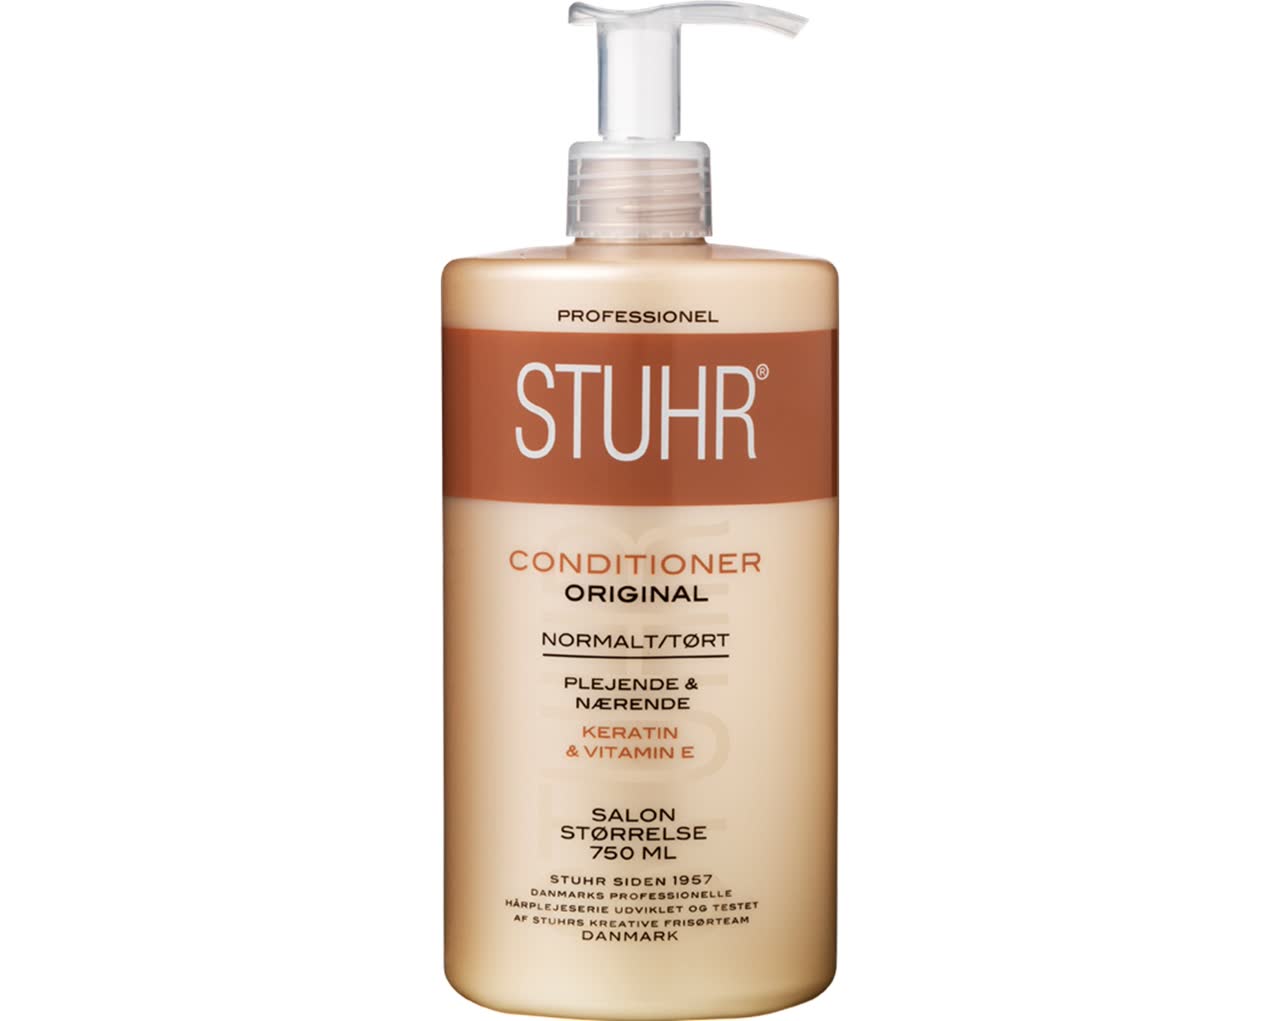 PROFESSIONEL
STUHR®
CONDITIONER
ORIGINAL
NORMALT/TØRT
PLEJENDE &
NÆRENDE
KERATIN
& VITAMIN E
SALON
STØRRELSE
750 ML
STUHR SIDEN 1957
DANMARKS PROFESSIONELLE
HÅRPLEJESERIE UDVIKLET OG TESTET
AF STUHRS KREATIVE FRISØRTEAM
DANMARK